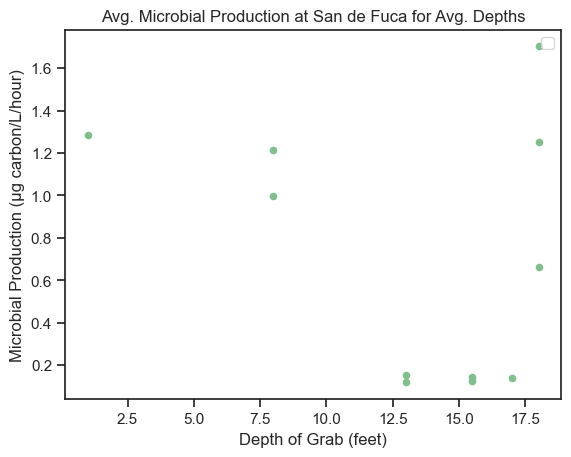 Avg. Microbial Production at San de Fuca for Avg. Depths
Microbial Production (µg carbon/L/hour)
1.6
1.4
1.2
1.0
0.8
0.6
0.4
0.2
2.5 5.0 7.5 10.0 12.5 15.0 17.5
Depth of Grab (feet)